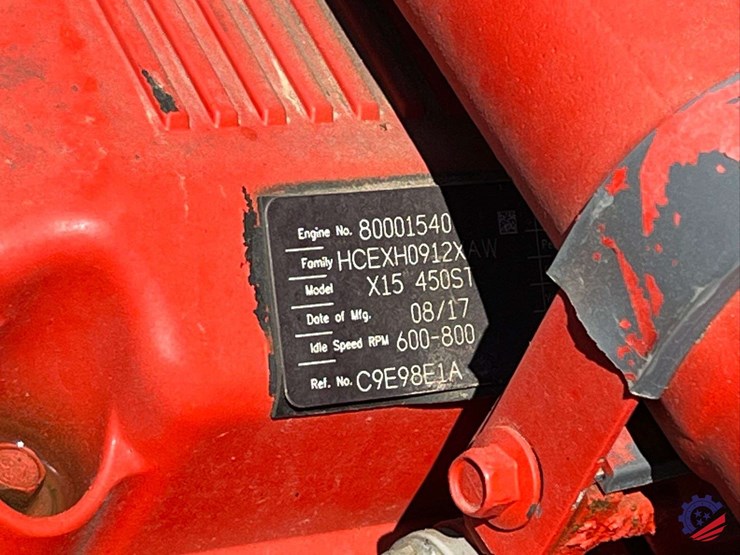 Engine No. 80001540
Family HCEXH0912XAW
Model X15 450ST
Date of Mfg. 08/17
Idle Speed RPM 600-800
Ref. No. C9E98E1A